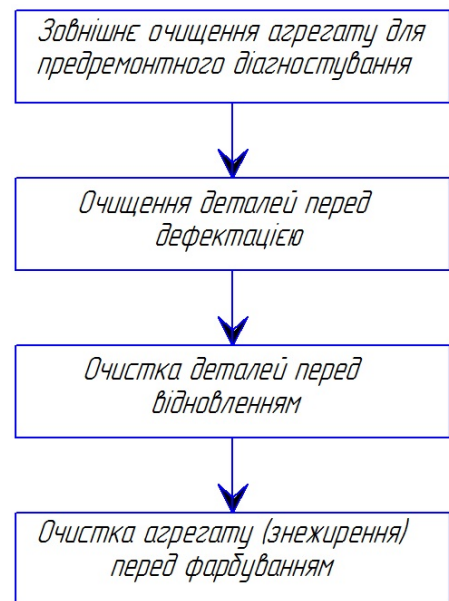 Зовнішнє очищення агрегату для
предремонтного діагностування
Очищення деталей перед
дефектацією
Очистка деталей перед
відновленням
Очистка агрегату (знежирення)
перед фарбуванням